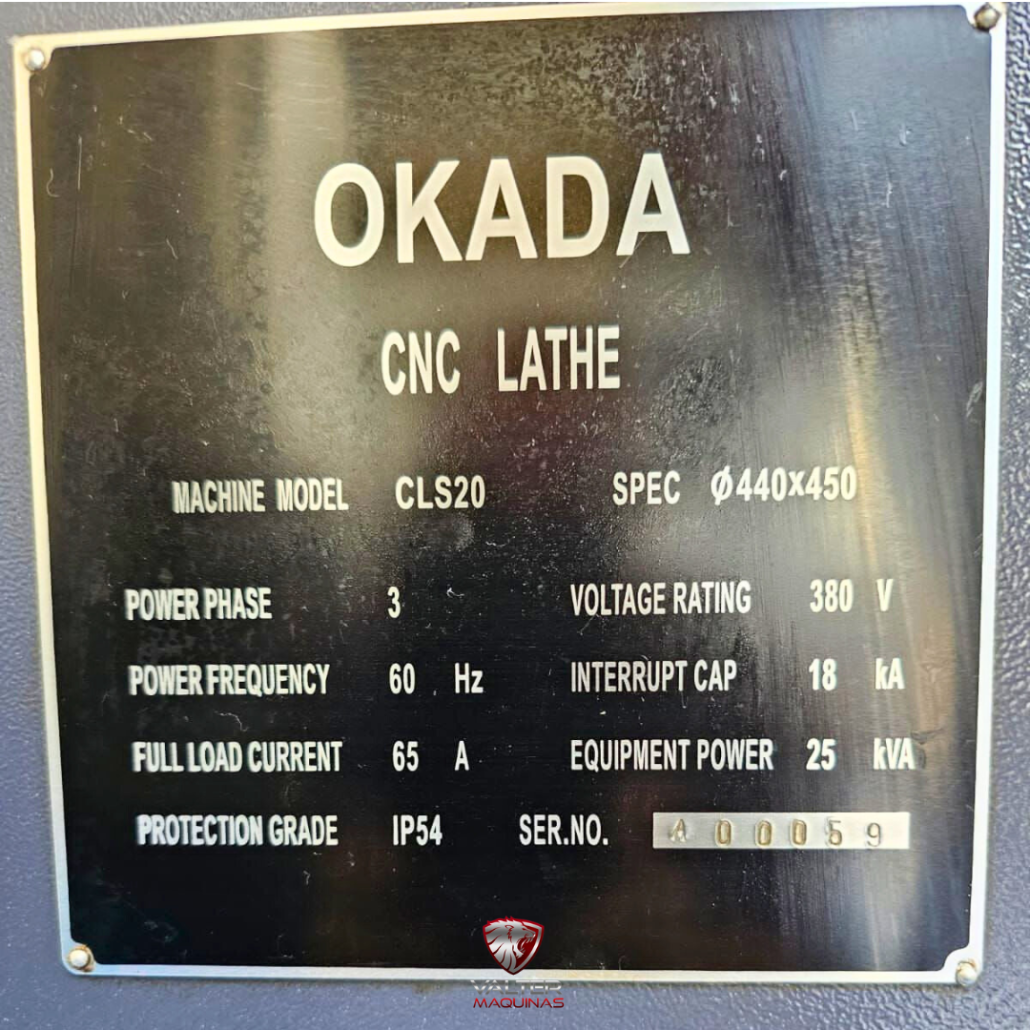 OKADA
CNC LATHE
MACHINE MODEL CLS20 SPEC Ø440x450
POWER PHASE 3 VOLTAGE RATING 380 V
POWER FREQUENCY 60 Hz INTERRUPT CAP 18 kA
FULL LOAD CURRENT 65 A EQUIPMENT POWER 25 kVA
PROTECTION GRADE IP54 SER.NO. A00059
VALTER
MAQUINAS